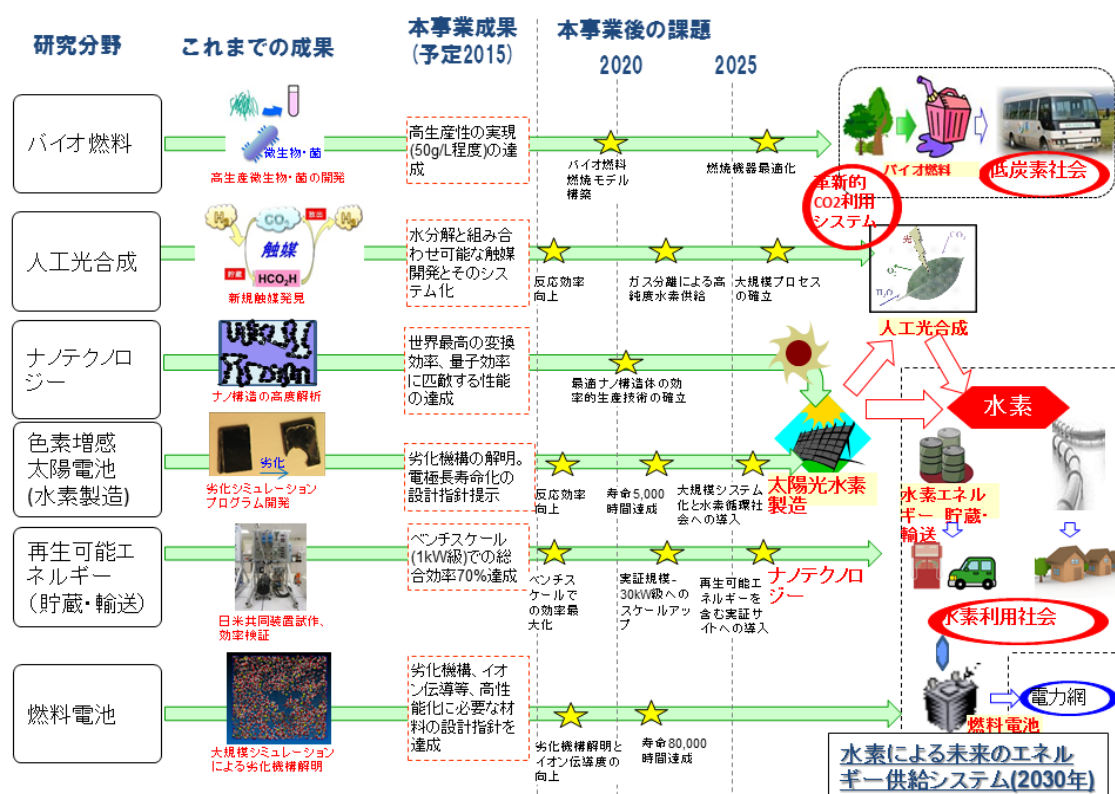 研究分野
これまでの成果
本事業成果
(予定2015)
本事業後の課題
2020
2025
バイオ燃料
微生物・菌
高生産微生物・菌の開発
高生産性の実現
(50g/L程度)の達
成
バイオ燃料
燃焼モデル
構築
燃焼機器最適化
バイオ燃料
低炭素社会
革新的
CO2利用
システム
人工光合成
H₂
CO₂
放出
H₂
触媒
貯蔵
HCO₂H
新規触媒発見
水分解と組み合
わせ可能な触媒
開発とそのシス
テム化
反応効率
向上
ガス分離による高
純度水素供給
大規模プロセス
の確立
光
CO₂
O₂
H₂O
人工光合成
ナノテクノロ
ジー
ナノ構造の高度解析
世界最高の変換
効率、量子効率
に匹敵する性能
の達成
最適ナノ構造体の効
率的生産技術の確立
水素
色素増感
太陽電池
(水素製造)
劣化
劣化シミュレーション
プログラム開発
劣化機構の解明。
電極長寿命化の
設計指針提示
反応効率
向上
寿命5,000
時間達成
大規模システム
化と水素循環社
会への導入
太陽光水素
製造
水素エネル
ギー 貯蔵・
輸送
再生可能エ
ネルギー
(貯蔵・輸送)
日米共同装置試作、
効率検証
ベンチスケール
(1kW級)での総
合効率70%達成
ベンチス
ケールで
の効率最
大化
実証規模-
30kW級への
スケールアッ
プ
再生可能エ
ネルギーを
含む実証サ
イトへの導入
ナノテクノロ
ジー
水素利用社会
燃料電池
大規模シミュレーション
による劣化機構解明
劣化機構、イオ
ン伝導等、高性
能化に必要な材
料の設計指針を
達成
劣化機構解明と
イオン伝導度の
向上
寿命80,000
時間達成
燃料電池
電力網
水素による未来のエネル
ギー供給システム(2030年)